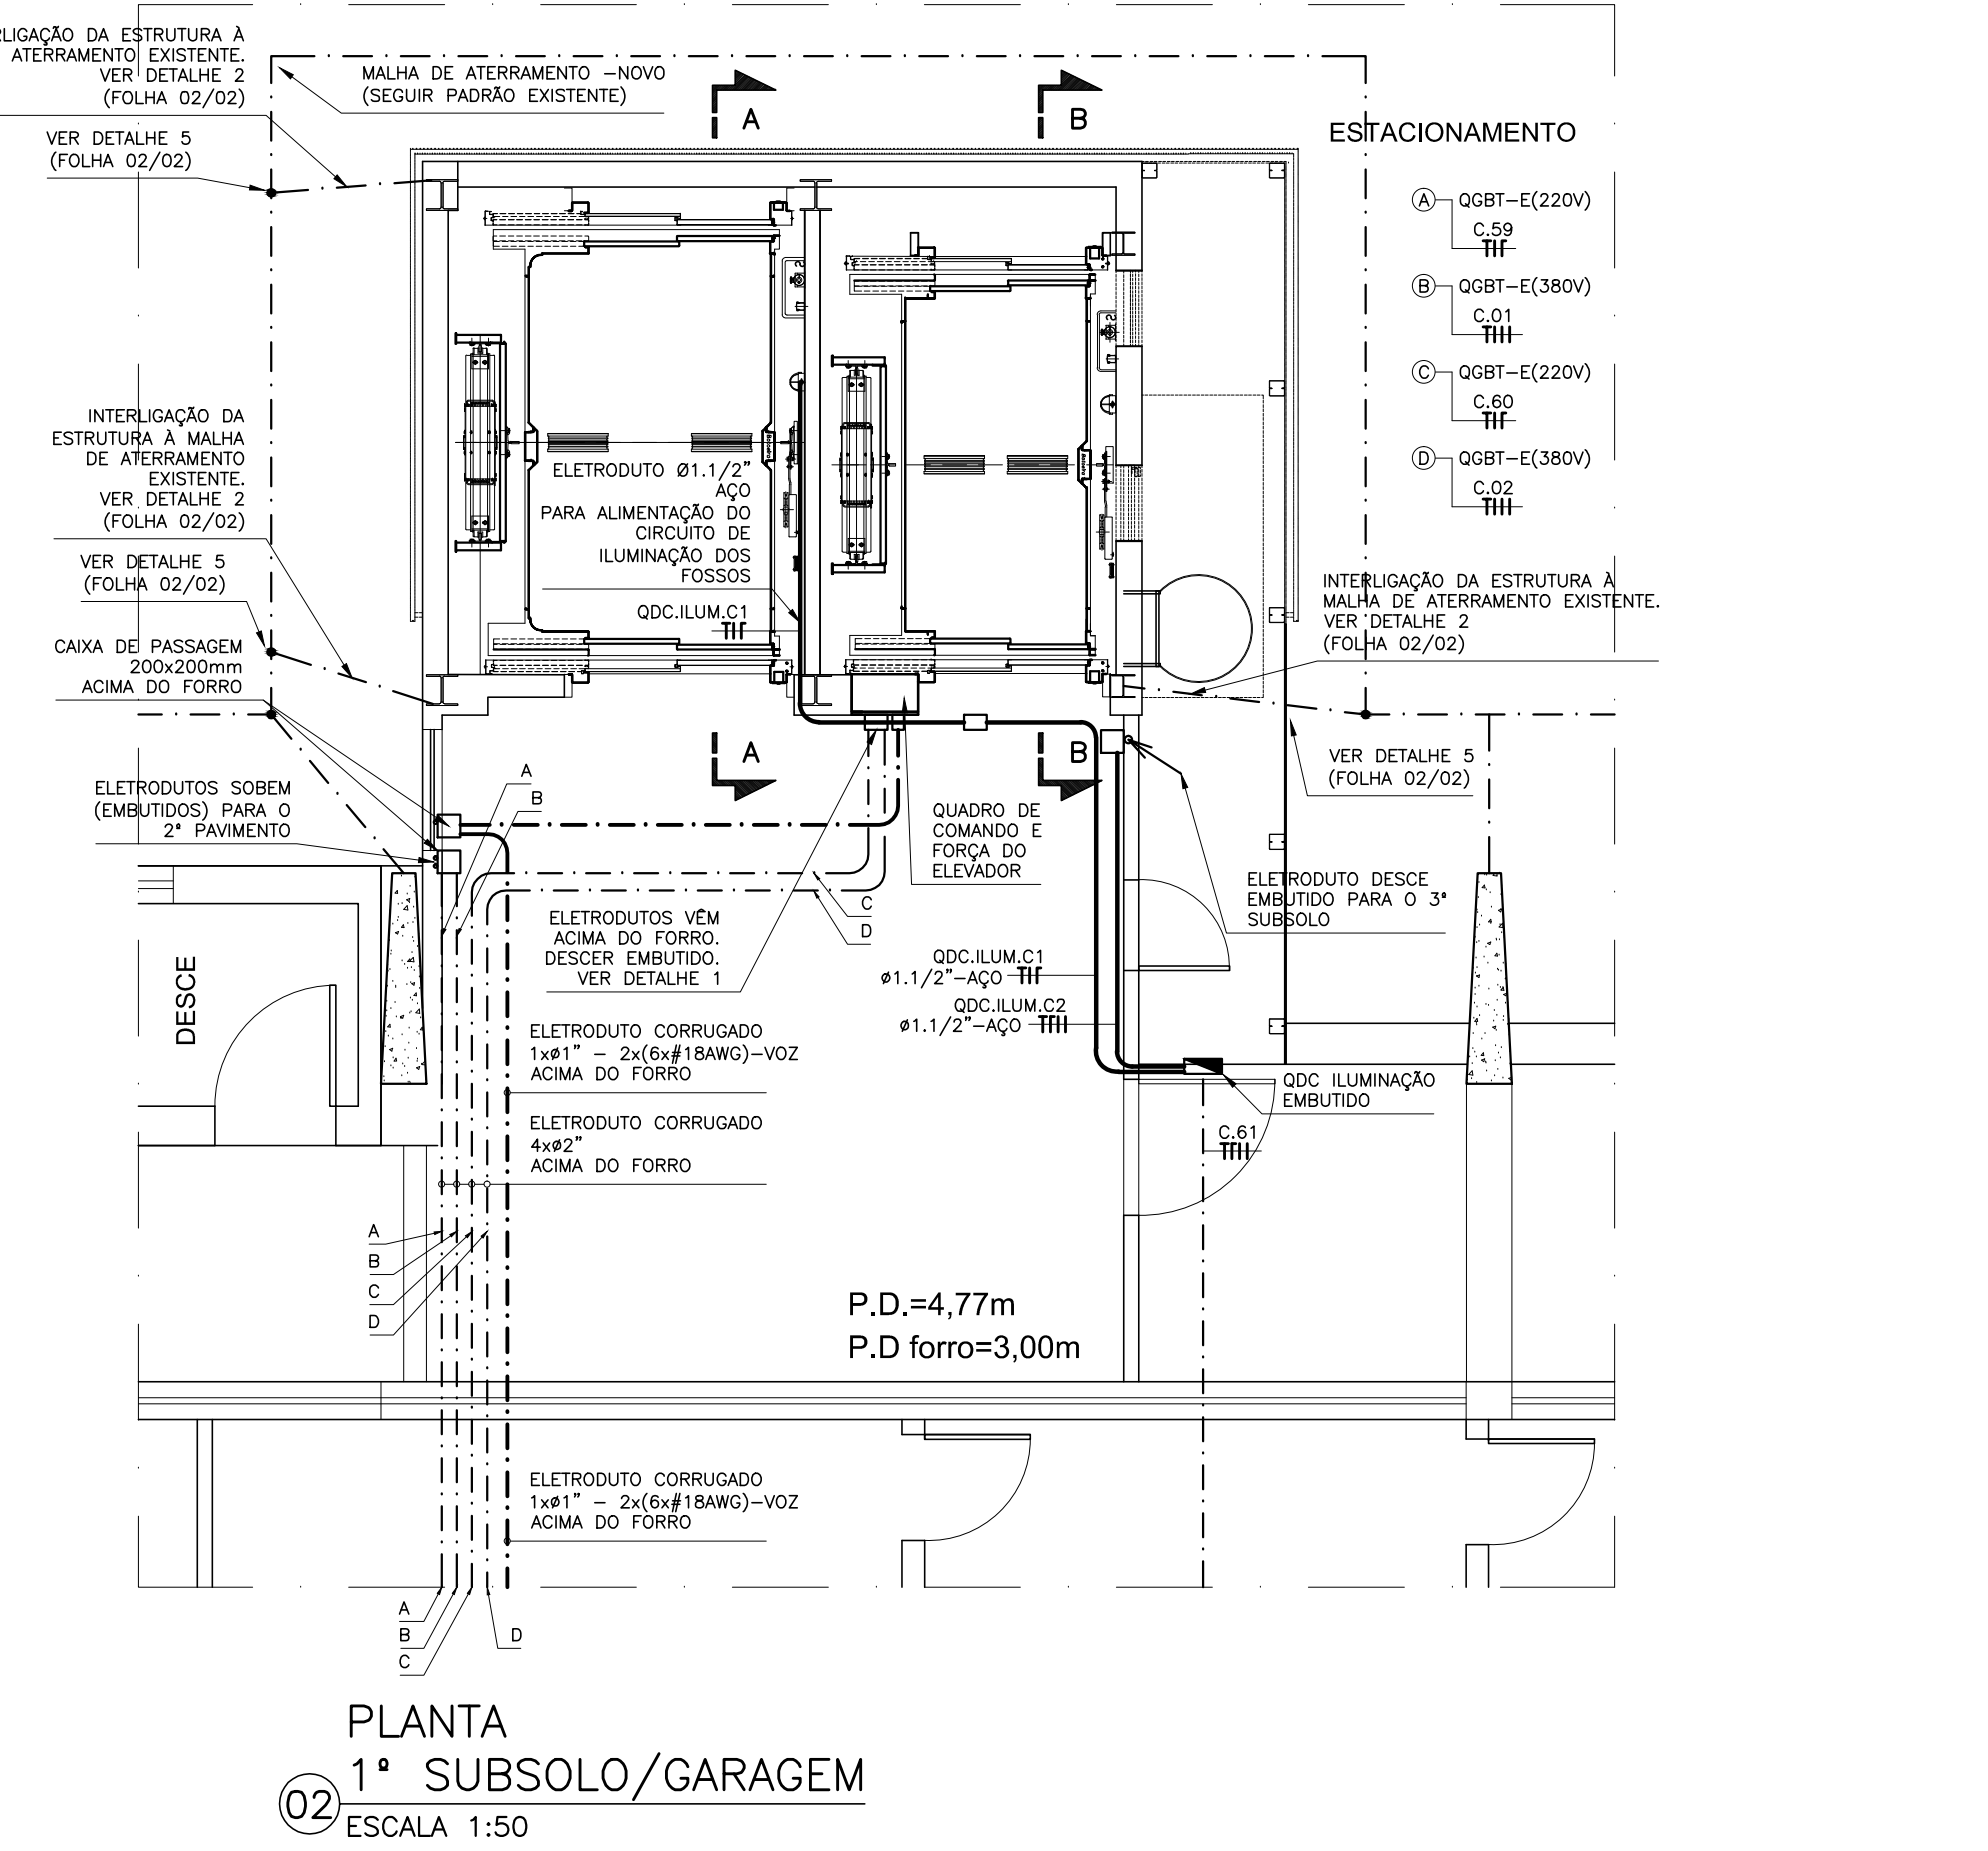 LIGAÇÃO DA ESTRUTURA À
ATERRAMENTO EXISTENTE.
VER DETALHE 2
(FOLHA 02/02)
MALHA DE ATERRAMENTO –NOVO
(SEGUIR PADRÃO EXISTENTE)
A
B
VER DETALHE 5
(FOLHA 02/02)
ESTACIONAMENTO
A QGBT–E(220V)
C.59
B QGBT–E(380V)
C.01
C QGBT–E(220V)
C.60
D QGBT–E(380V)
C.02
INTERLIGAÇÃO DA
ESTRUTURA À MALHA
DE ATERRAMENTO
EXISTENTE.
VER DETALHE 2
(FOLHA 02/02)
ELETRODUTO Ø1.1/2”
AÇO
PARA ALIMENTAÇÃO DO
CIRCUITO DE
ILUMINAÇÃO DOS
FOSSOS
QDC.ILUM.C1
VER DETALHE 5
(FOLHA 02/02)
CAIXA DE PASSAGEM
200x200mm
ACIMA DO FORRO
INTERLIGAÇÃO DA ESTRUTURA À
MALHA DE ATERRAMENTO EXISTENTE.
VER DETALHE 2
(FOLHA 02/02)
A
B
VER DETALHE 5
(FOLHA 02/02)
ELETRODUTOS SOBEM
(EMBUTIDOS) PARA O
2º PAVIMENTO
A
B
QUADRO DE
COMANDO E
FORÇA DO
ELEVADOR
ELETRODUTO DESCE
EMBUTIDO PARA O 3º
SUBSOLO
C
D
ELETRODUTOS VÊM
ACIMA DO FORRO.
DESCER EMBUTIDO.
VER DETALHE 1
QDC.ILUM.C1
ø1.1/2”–AÇO
QDC.ILUM.C2
ø1.1/2”–AÇO
DESCE
ELETRODUTO CORRUGADO
1xø1” – 2x(6x#18AWG)–VOZ
ACIMA DO FORRO
QDC ILUMINAÇÃO
EMBUTIDO
ELETRODUTO CORRUGADO
4xø2”
ACIMA DO FORRO
C.61
A
B
C
D
P.D.=4,77m
P.D forro=3,00m
ELETRODUTO CORRUGADO
1xø1” – 2x(6x#18AWG)–VOZ
ACIMA DO FORRO
A
B
C
D
PLANTA
1º SUBSOLO/GARAGEM
02
ESCALA 1:50